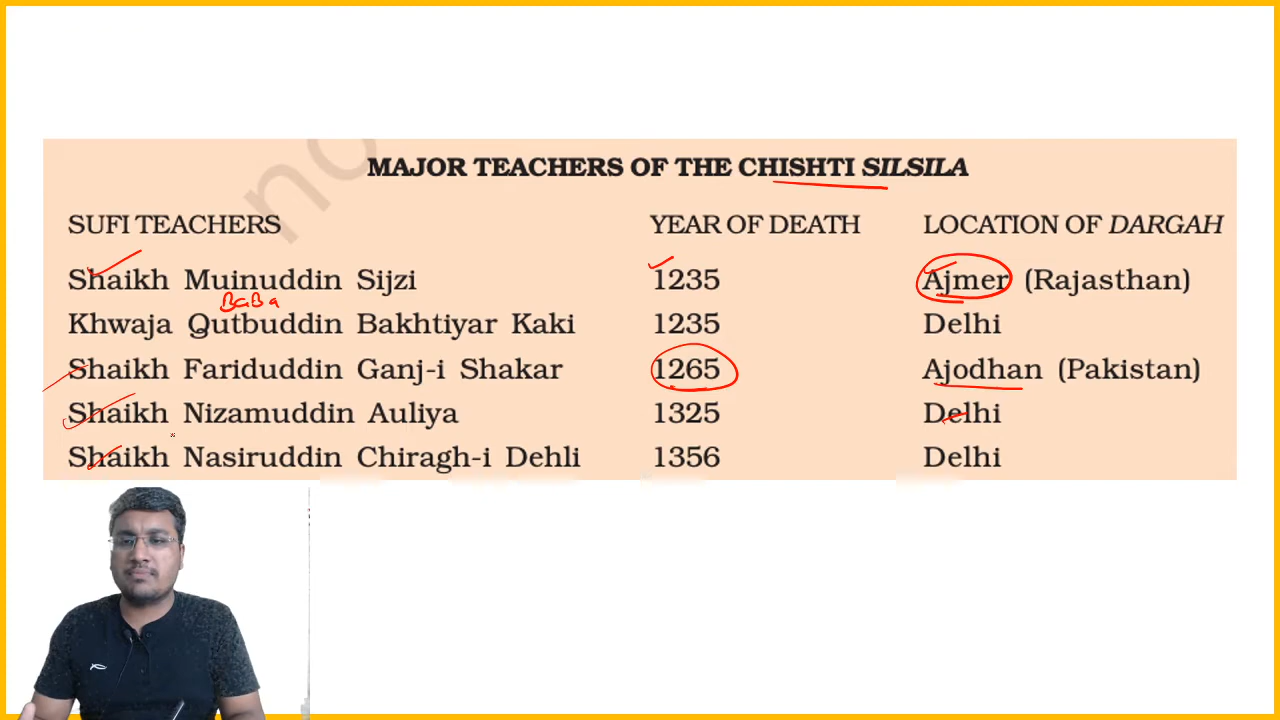 MAJOR TEACHERS OF THE CHISHTI SILSILA
SUFI TEACHERS YEAR OF DEATH LOCATION OF DARGAH
Shaikh Muinuddin Sijzi 1235 Ajmer (Rajasthan)
BaBa
Khwaja Qutbuddin Bakhtiyar Kaki 1235 Delhi
Shaikh Fariduddin Ganj-i Shakar 1265 Ajodhan (Pakistan)
Shaikh Nizamuddin Auliya 1325 Delhi
Shaikh Nasiruddin Chiragh-i Dehli 1356 Delhi